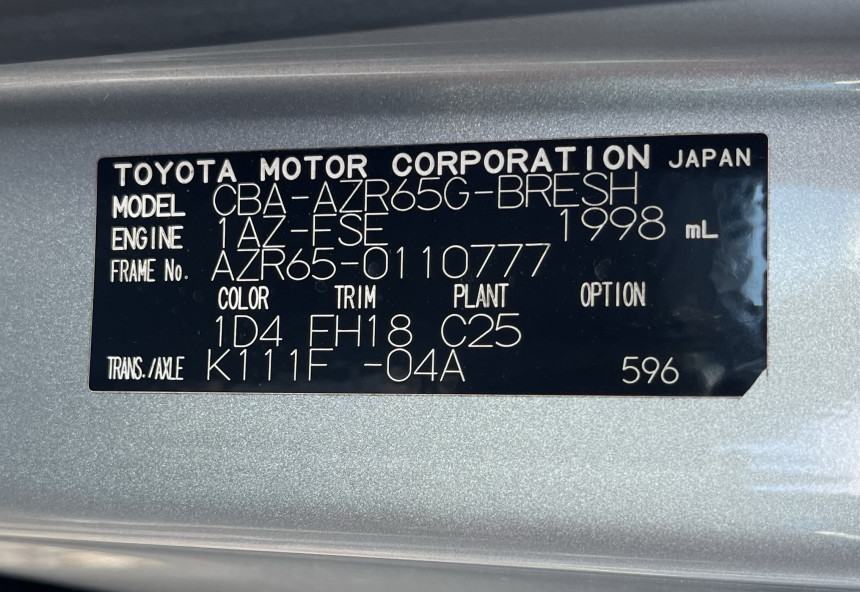 TOYOTA MOTOR CORPORATION JAPAN
MODEL CBA-AZR65G-BRESH
ENGINE 1AZ-FSE 1998 mL
FRAME No. AZR65-0110777
COLOR TRIM PLANT OPTION
1D4 FH18 C25
TRANS./AXLE K111F -04A 596